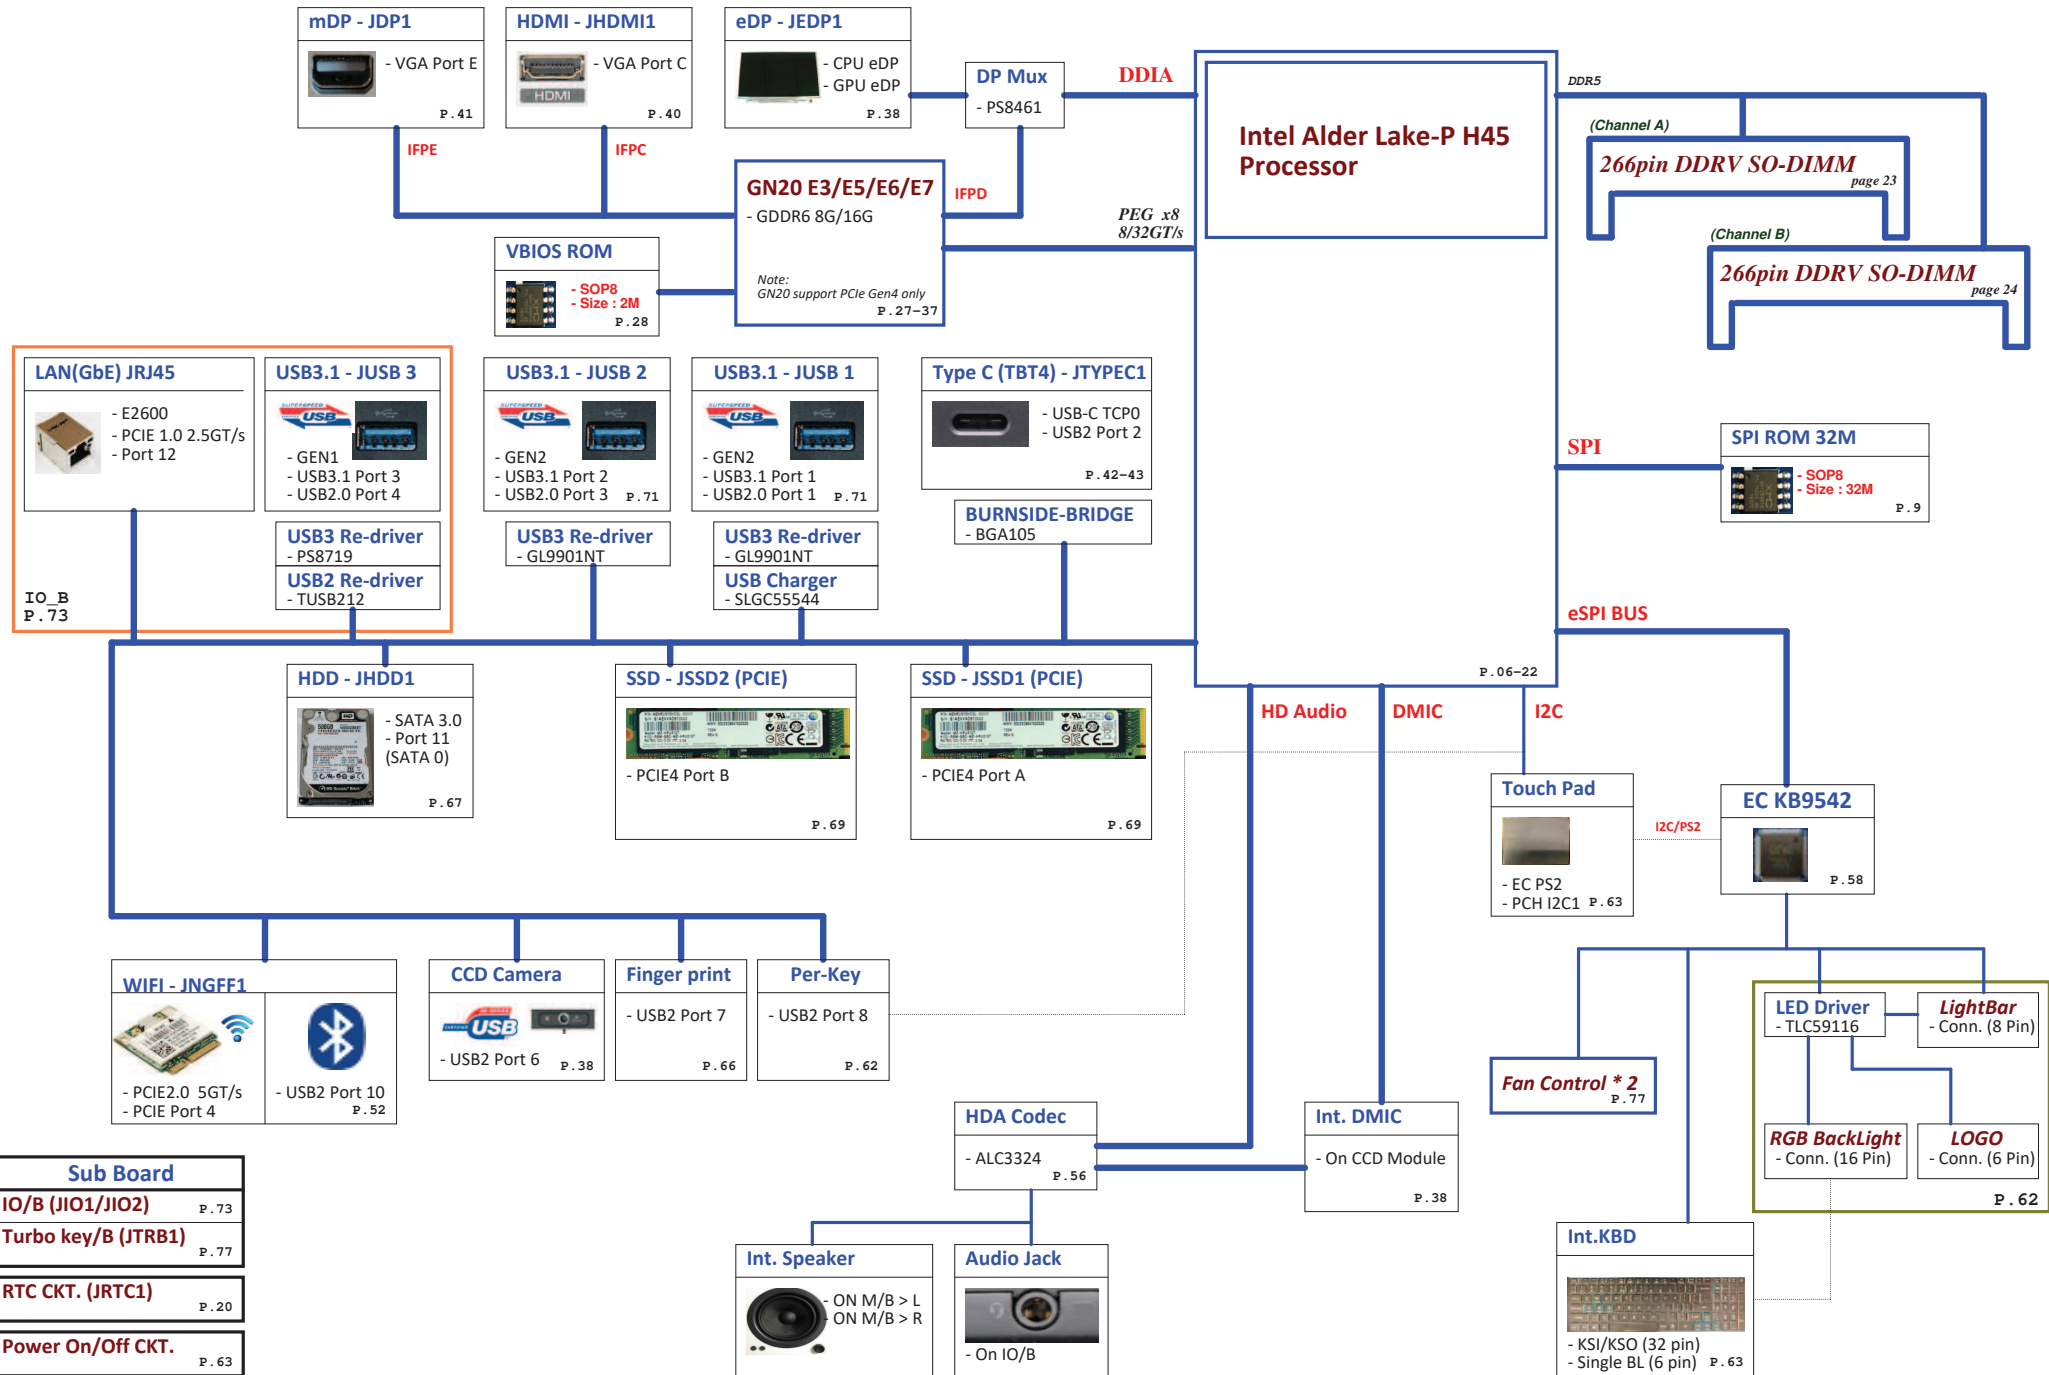 mDP - JDP1
- VGA Port E
P.41
HDMI - JHDMI1
- VGA Port C
HDMI
P.40
eDP - JEDP1
- CPU eDP
- GPU eDP
P.38
DP Mux
- PS8461
DDIA
IFPE
IFPC
IFPD
GN20 E3/E5/E6/E7
- GDDR6 8G/16G
Note:
GN20 support PCIe Gen4 only
P.27-37
PEG x8
8/32GT/s
VBIOS ROM
- SOP8
- Size : 2M
P.28
Intel Alder Lake-P H45
Processor
P.06-22
DDR5
(Channel A)
266pin DDRV SO-DIMM
page 23
(Channel B)
266pin DDRV SO-DIMM
page 24
LAN(GbE) JRJ45
- E2600
- PCIE 1.0 2.5GT/s
- Port 12
USB3.1 - JUSB 3
SUPERSPEED
USB
- GEN1
- USB3.1 Port 3
- USB2.0 Port 4
USB3 Re-driver
- PS8719
USB2 Re-driver
- TUSB212
IO_B
P.73
USB3.1 - JUSB 2
SUPERSPEED
USB
- GEN2
- USB3.1 Port 2
- USB2.0 Port 3
P.71
USB3 Re-driver
- GL9901NT
USB3.1 - JUSB 1
SUPERSPEED
USB
- GEN2
- USB3.1 Port 1
- USB2.0 Port 1
P.71
USB3 Re-driver
- GL9901NT
USB Charger
- SLGC55544
Type C (TBT4) - JTYPEC1
- USB-C TCP0
- USB2 Port 2
P.42-43
BURNSIDE-BRIDGE
- BGA105
SPI
SPI ROM 32M
- SOP8
- Size : 32M
P.9
eSPI BUS
HDD - JHDD1
- SATA 3.0
- Port 11
(SATA 0)
P.67
SSD - JSSD2 (PCIE)
- PCIE4 Port B
P.69
SSD - JSSD1 (PCIE)
- PCIE4 Port A
P.69
HD Audio
DMIC
I2C
Touch Pad
- EC PS2
- PCH I2C1
P.63
I2C/PS2
EC KB9542
P.58
WIFI - JNGFF1
- PCIE2.0 5GT/s
- PCIE Port 4
- USB2 Port 10
P.52
CCD Camera
USB
- USB2 Port 6
P.38
Finger print
- USB2 Port 7
P.66
Per-Key
- USB2 Port 8
P.62
LED Driver
- TLC59116
LightBar
- Conn. (8 Pin)
Fan Control * 2
P.77
RGB BackLight
- Conn. (16 Pin)
LOGO
- Conn. (6 Pin)
P.62
HDA Codec
- ALC3324
P.56
Int. DMIC
- On CCD Module
P.38
Sub Board
IO/B (JIO1/JIO2)
P.73
Turbo key/B (JTRB1)
P.77
RTC CKT. (JRTC1)
P.20
Power On/Off CKT.
P.63
Int. Speaker
- ON M/B > L
- ON M/B > R
Audio Jack
- On IO/B
Int.KBD
- KSI/KSO (32 pin)
- Single BL (6 pin)
P.63